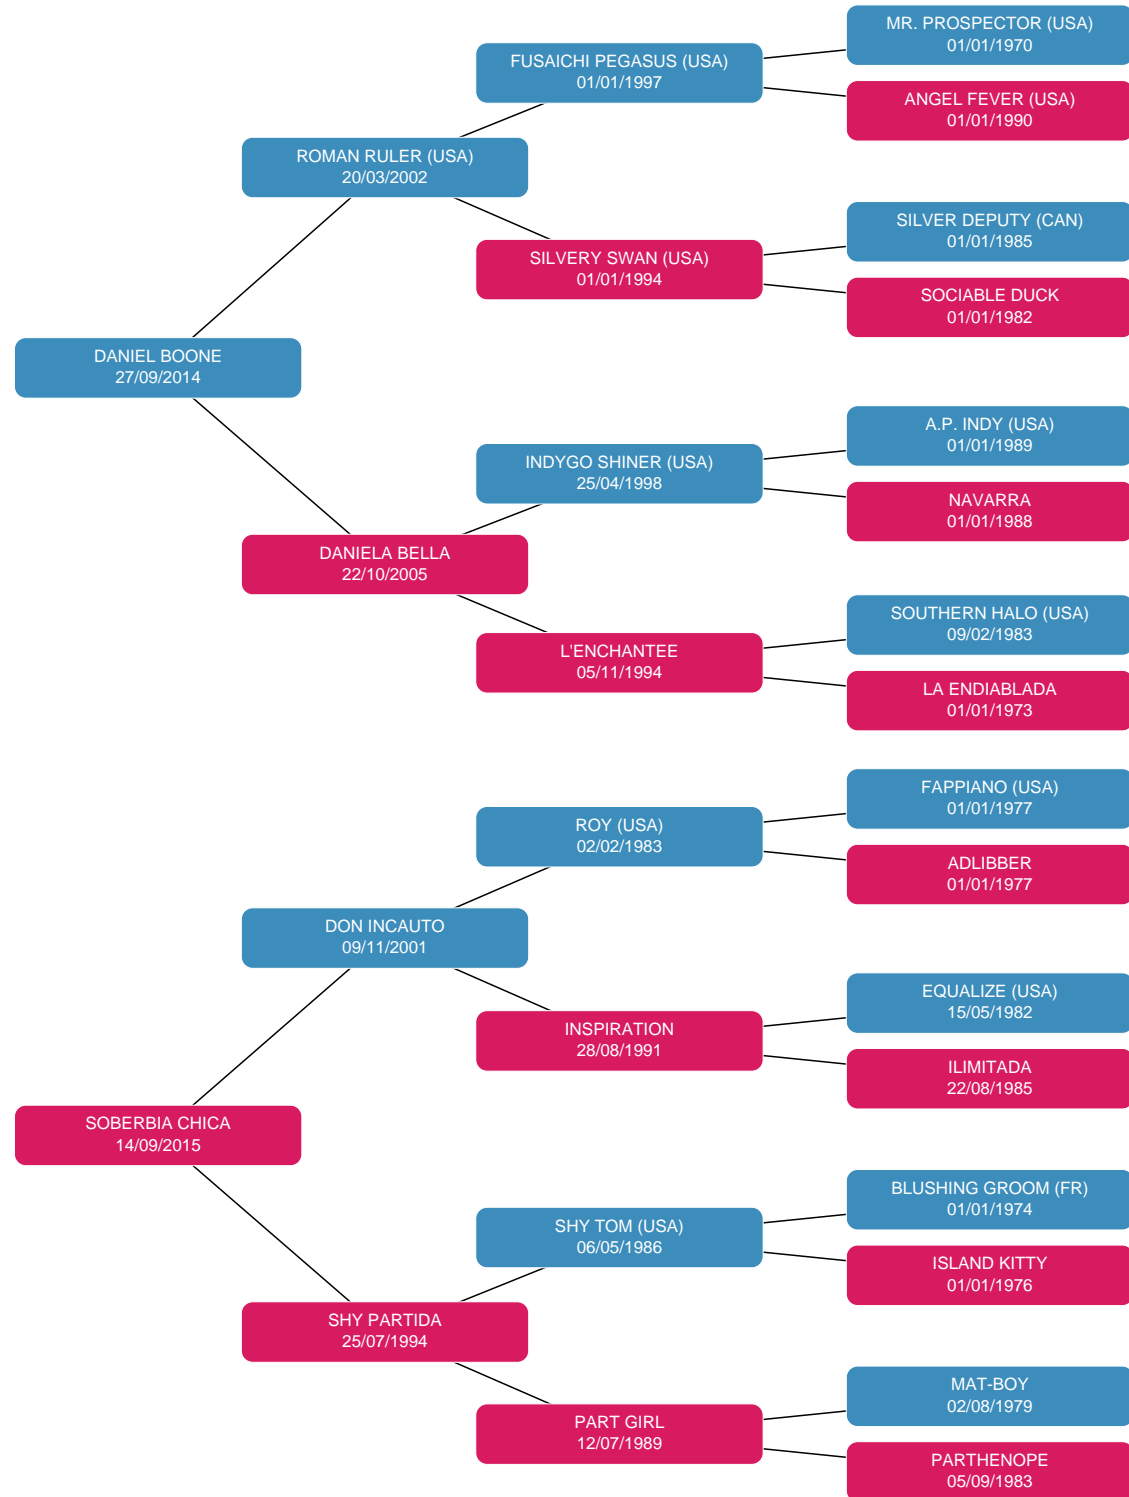 MR. PROSPECTOR (USA)
01/01/1970
FUSAICHI PEGASUS (USA)
01/01/1997
ANGEL FEVER (USA)
01/01/1990
ROMAN RULER (USA)
20/03/2002
SILVER DEPUTY (CAN)
01/01/1985
SILVERY SWAN (USA)
01/01/1994
SOCIABLE DUCK
01/01/1982
DANIEL BOONE
27/09/2014
A.P. INDY (USA)
01/01/1989
INDYGO SHINER (USA)
25/04/1998
NAVARRA
01/01/1988
DANIELA BELLA
22/10/2005
SOUTHERN HALO (USA)
09/02/1983
L'ENCHANTEE
05/11/1994
LA ENDIABLADA
01/01/1973
FAPPIANO (USA)
01/01/1977
ROY (USA)
02/02/1983
ADLIBBER
01/01/1977
DON INCAUTO
09/11/2001
EQUALIZE (USA)
15/05/1982
INSPIRATION
28/08/1991
ILIMITADA
22/08/1985
SOBERBIA CHICA
14/09/2015
BLUSHING GROOM (FR)
01/01/1974
SHY TOM (USA)
06/05/1986
ISLAND KITTY
01/01/1976
SHY PARTIDA
25/07/1994
MAT-BOY
02/08/1979
PART GIRL
12/07/1989
PARTHENOPE
05/09/1983